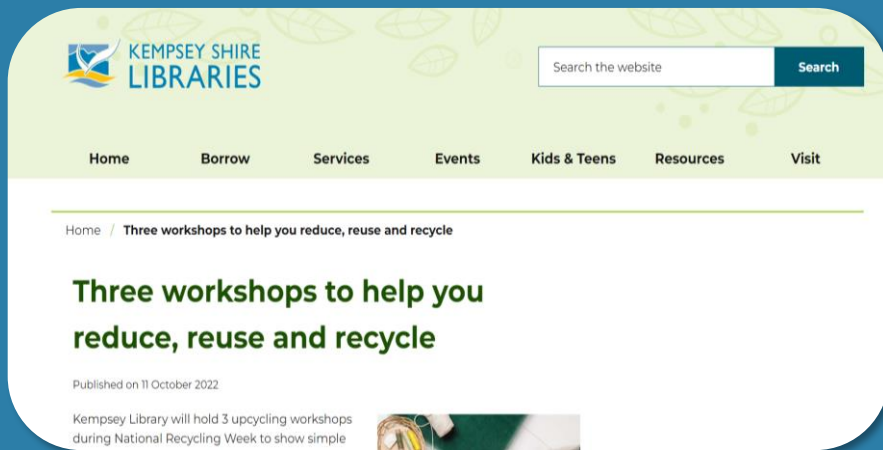 KEMPSEY SHIRE
LIBRARIES
Search the website Search
Home Borrow Services Events Kids & Teens Resources Visit
Home / Three workshops to help you reduce, reuse and recycle
Three workshops to help you
reduce, reuse and recycle
Published on 11 October 2022
Kempsey Library will hold 3 upcycling workshops
during National Recycling Week to show simple